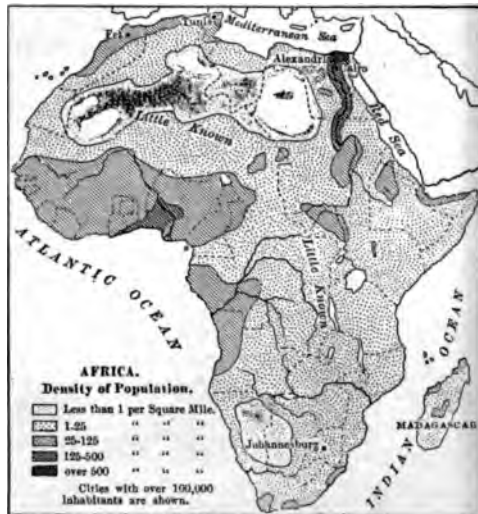 Mediterranean Sea
Tunis
Fez
Alexandria
Cairo
Red Sea
Little Known
Little Known
ATLANTIC OCEAN
INDIAN OCEAN
MADAGASCAR
Johannesburg
AFRICA.
Density of Population.
Less than 1 per Square Mile.
1-25 " " "
25-125 " " "
125-500 " " "
over 500 " " "
Cities with over 100,000
inhabitants are shown.